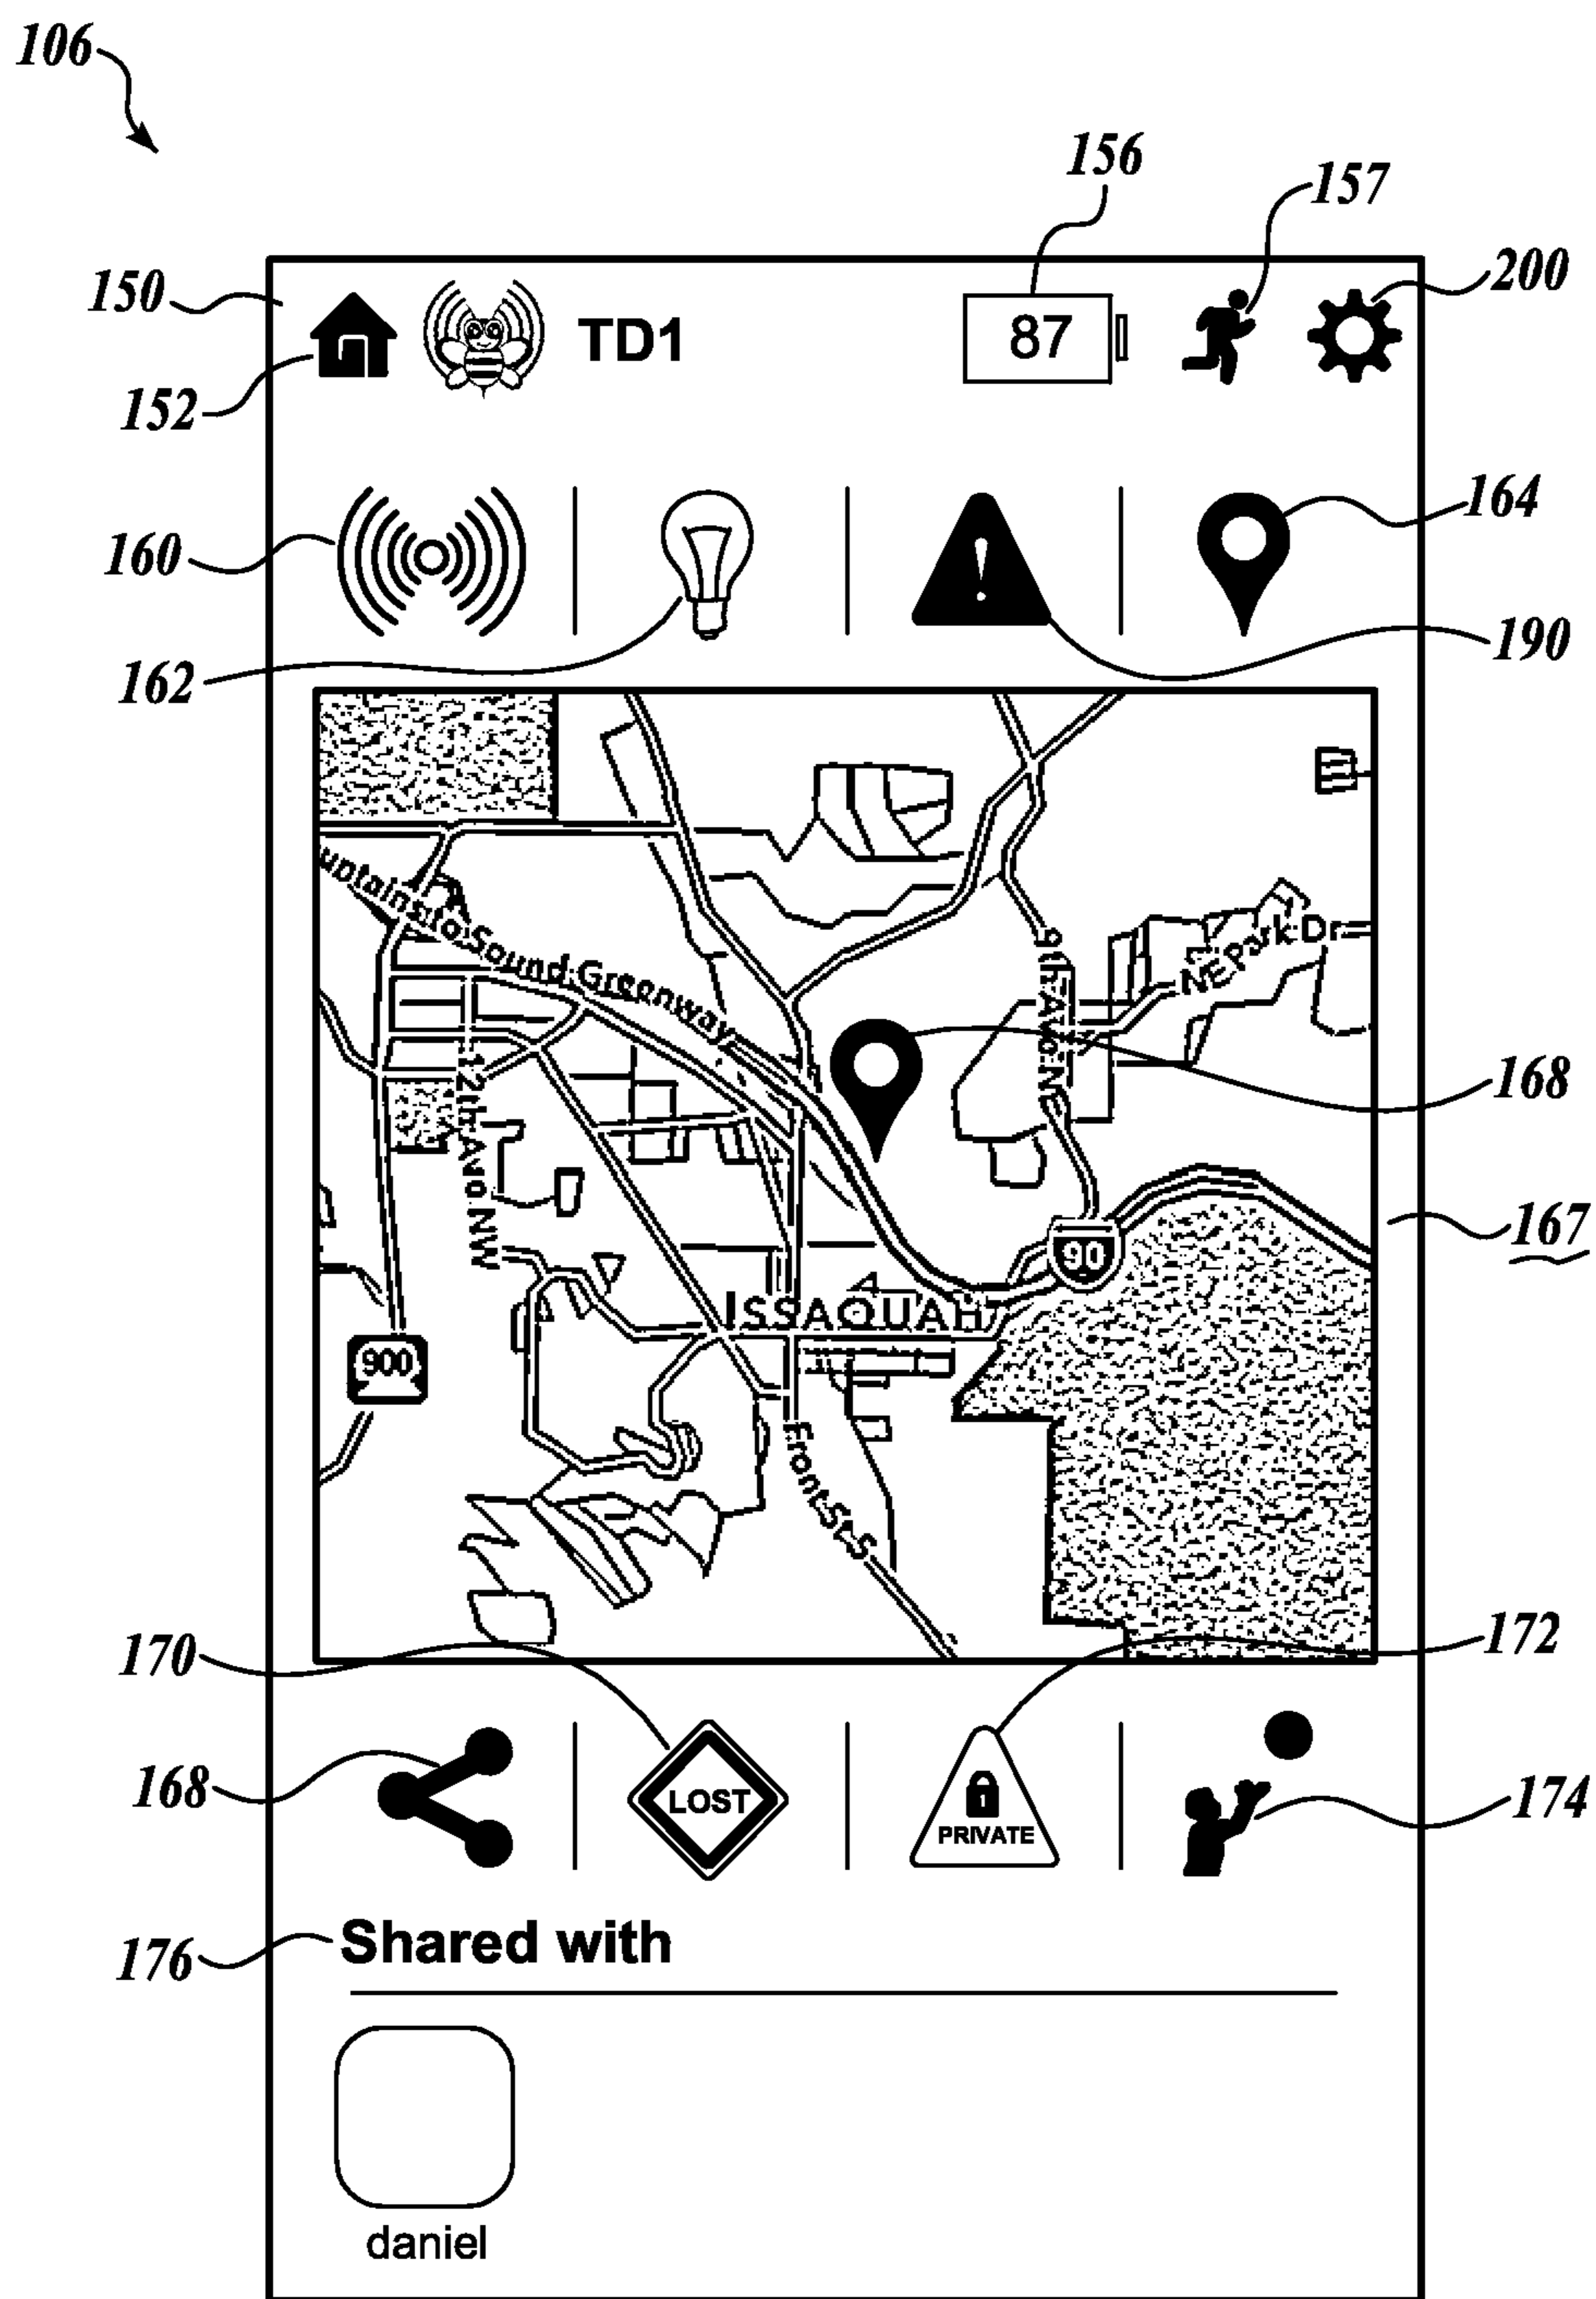 106
156
157
150
200
TD1
87
152
160
164
162
190
untains to Sound Greenway
9th Ave NE
NE Park Dr
12th Ave NW
168
167
90
ISSAQUAH
900
Front St S
170
172
168
LOST
1
PRIVATE
174
176
Shared with
daniel